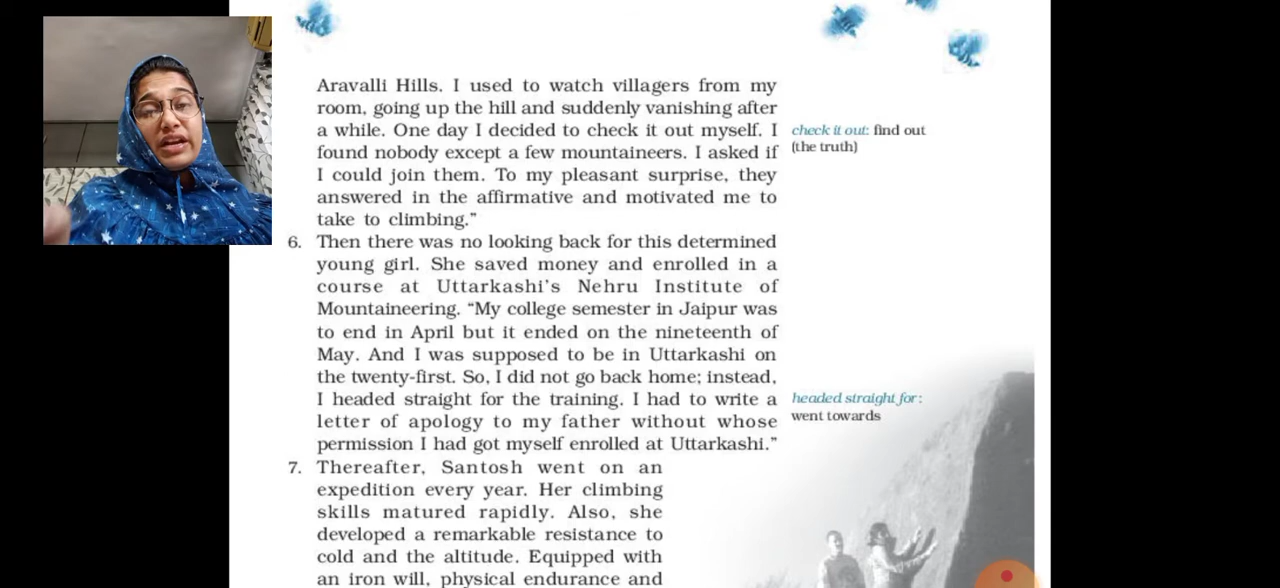 Aravalli Hills. I used to watch villagers from my
room, going up the hill and suddenly vanishing after
a while. One day I decided to check it out myself. I
found nobody except a few mountaineers. I asked if
I could join them. To my pleasant surprise, they
answered in the affirmative and motivated me to
take to climbing.”
check it out: find out
(the truth)
6. Then there was no looking back for this determined
young girl. She saved money and enrolled in a
course at Uttarkashi’s Nehru Institute of
Mountaineering. “My college semester in Jaipur was
to end in April but it ended on the nineteenth of
May. And I was supposed to be in Uttarkashi on
the twenty-first. So, I did not go back home; instead,
I headed straight for the training. I had to write a
letter of apology to my father without whose
permission I had got myself enrolled at Uttarkashi.”
headed straight for:
went towards
7. Thereafter, Santosh went on an
expedition every year. Her climbing
skills matured rapidly. Also, she
developed a remarkable resistance to
cold and the altitude. Equipped with
an iron will, physical endurance and